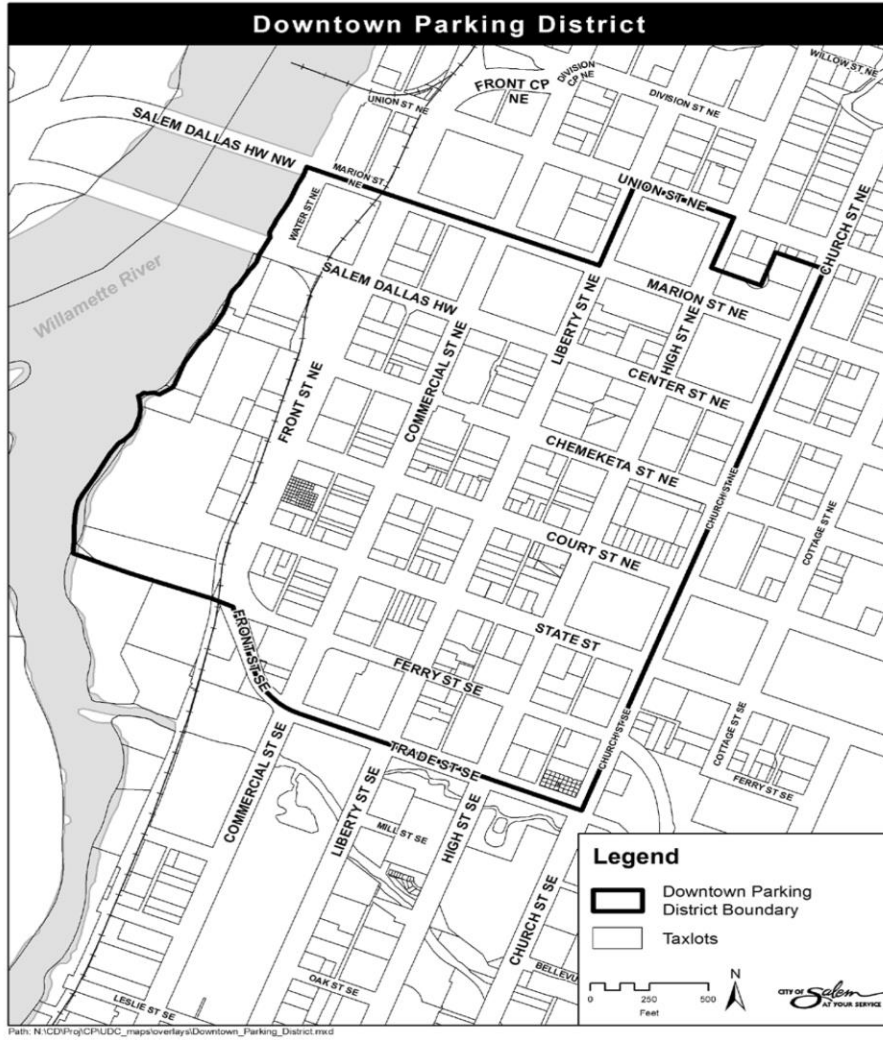 Downtown Parking District
WILLOW ST NE
FRONT CP
NE
DIVISION
CP NE
DIVISION ST NE
UNION ST NE
SALEM DALLAS HW NW
MARION ST
NE
UNION ST NE
WATER ST NE
CHURCH ST NE
Willamette River
SALEM DALLAS HW
MARION ST NE
LIBERTY ST NE
HIGH ST NE
COMMERCIAL ST NE
CENTER ST NE
FRONT ST NE
CHEMEKETA ST NE
CHURCH ST NE
COTTAGE ST NE
COURT ST NE
STATE ST
FRONT ST SE
FERRY ST SE
CHURCH ST SE
COTTAGE ST SE
FERRY ST SE
TRADE ST SE
COMMERCIAL ST SE
LIBERTY ST SE
HIGH ST SE
MILL ST SE
CHURCH ST SE
BELLEVU
OAK ST SE
LESLIE ST SE
Legend
Downtown Parking
District Boundary
Taxlots
0 250 500
Feet
N
CITY OF Salem
AT YOUR SERVICE
Path: N:\CD\Proj\CP\UDC_maps\overlays\Downtown_Parking_District.mxd